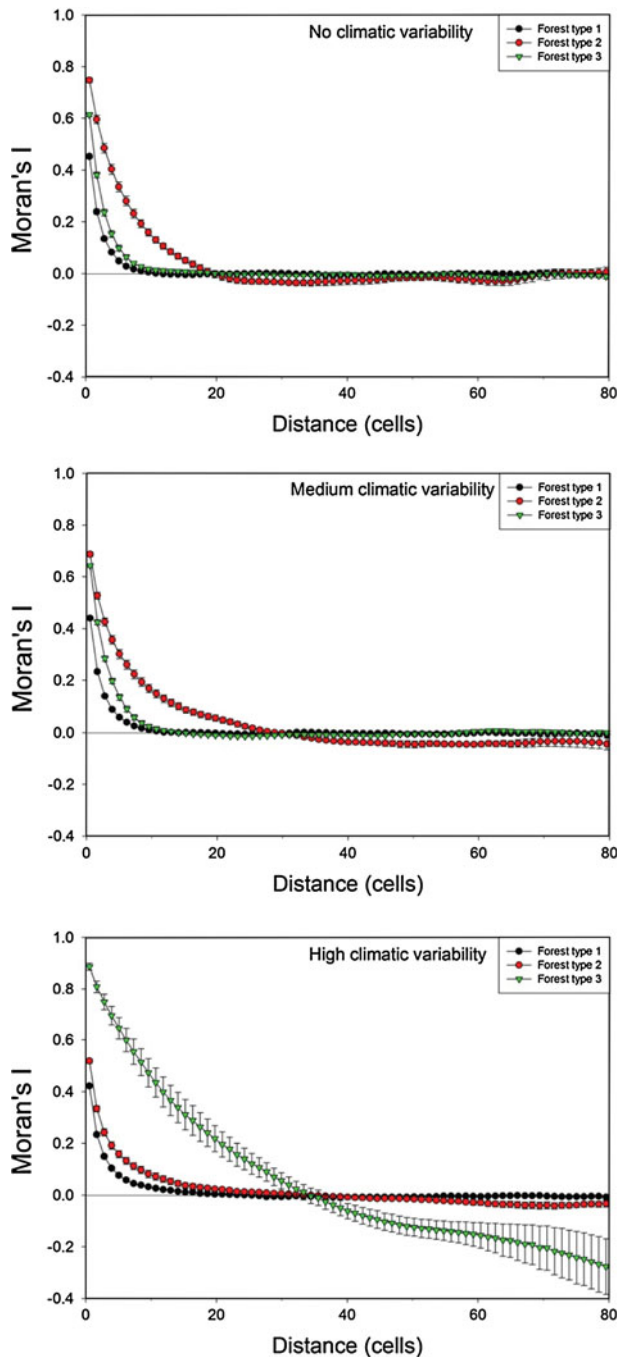 No climatic variability
Forest type 1
Forest type 2
Forest type 3
Moran's I
1.0
0.8
0.6
0.4
0.2
0.0
-0.2
-0.4
0 20 40 60 80
Distance (cells)
Medium climatic variability
Forest type 1
Forest type 2
Forest type 3
Moran's I
1.0
0.8
0.6
0.4
0.2
0.0
-0.2
-0.4
0 20 40 60 80
Distance (cells)
High climatic variability
Forest type 1
Forest type 2
Forest type 3
Moran's I
1.0
0.8
0.6
0.4
0.2
0.0
-0.2
-0.4
0 20 40 60 80
Distance (cells)